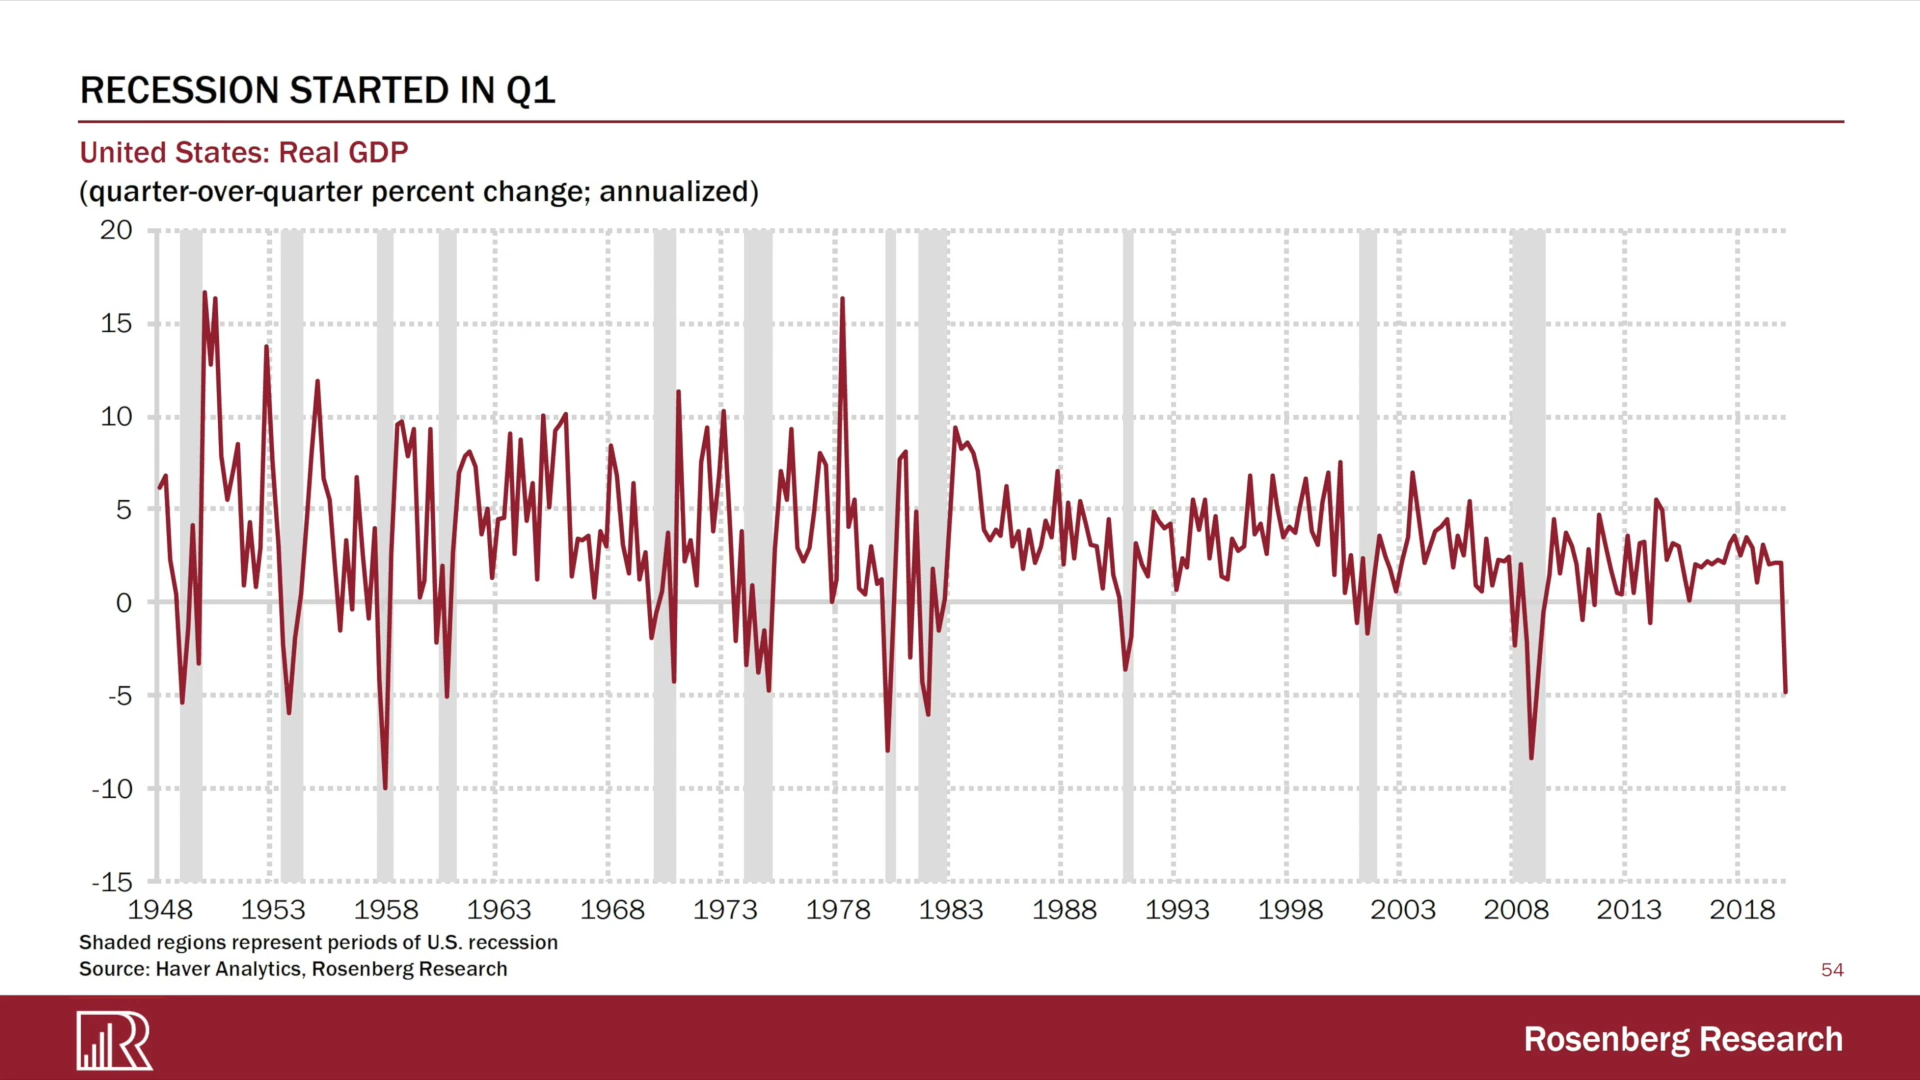 RECESSION STARTED IN Q1
United States: Real GDP
(quarter-over-quarter percent change; annualized)
20
15
10
5
0
-5
-10
-15
1948 1953 1958 1963 1968 1973 1978 1983 1988 1993 1998 2003 2008 2013 2018
Shaded regions represent periods of U.S. recession
Source: Haver Analytics, Rosenberg Research
54
R
Rosenberg Research